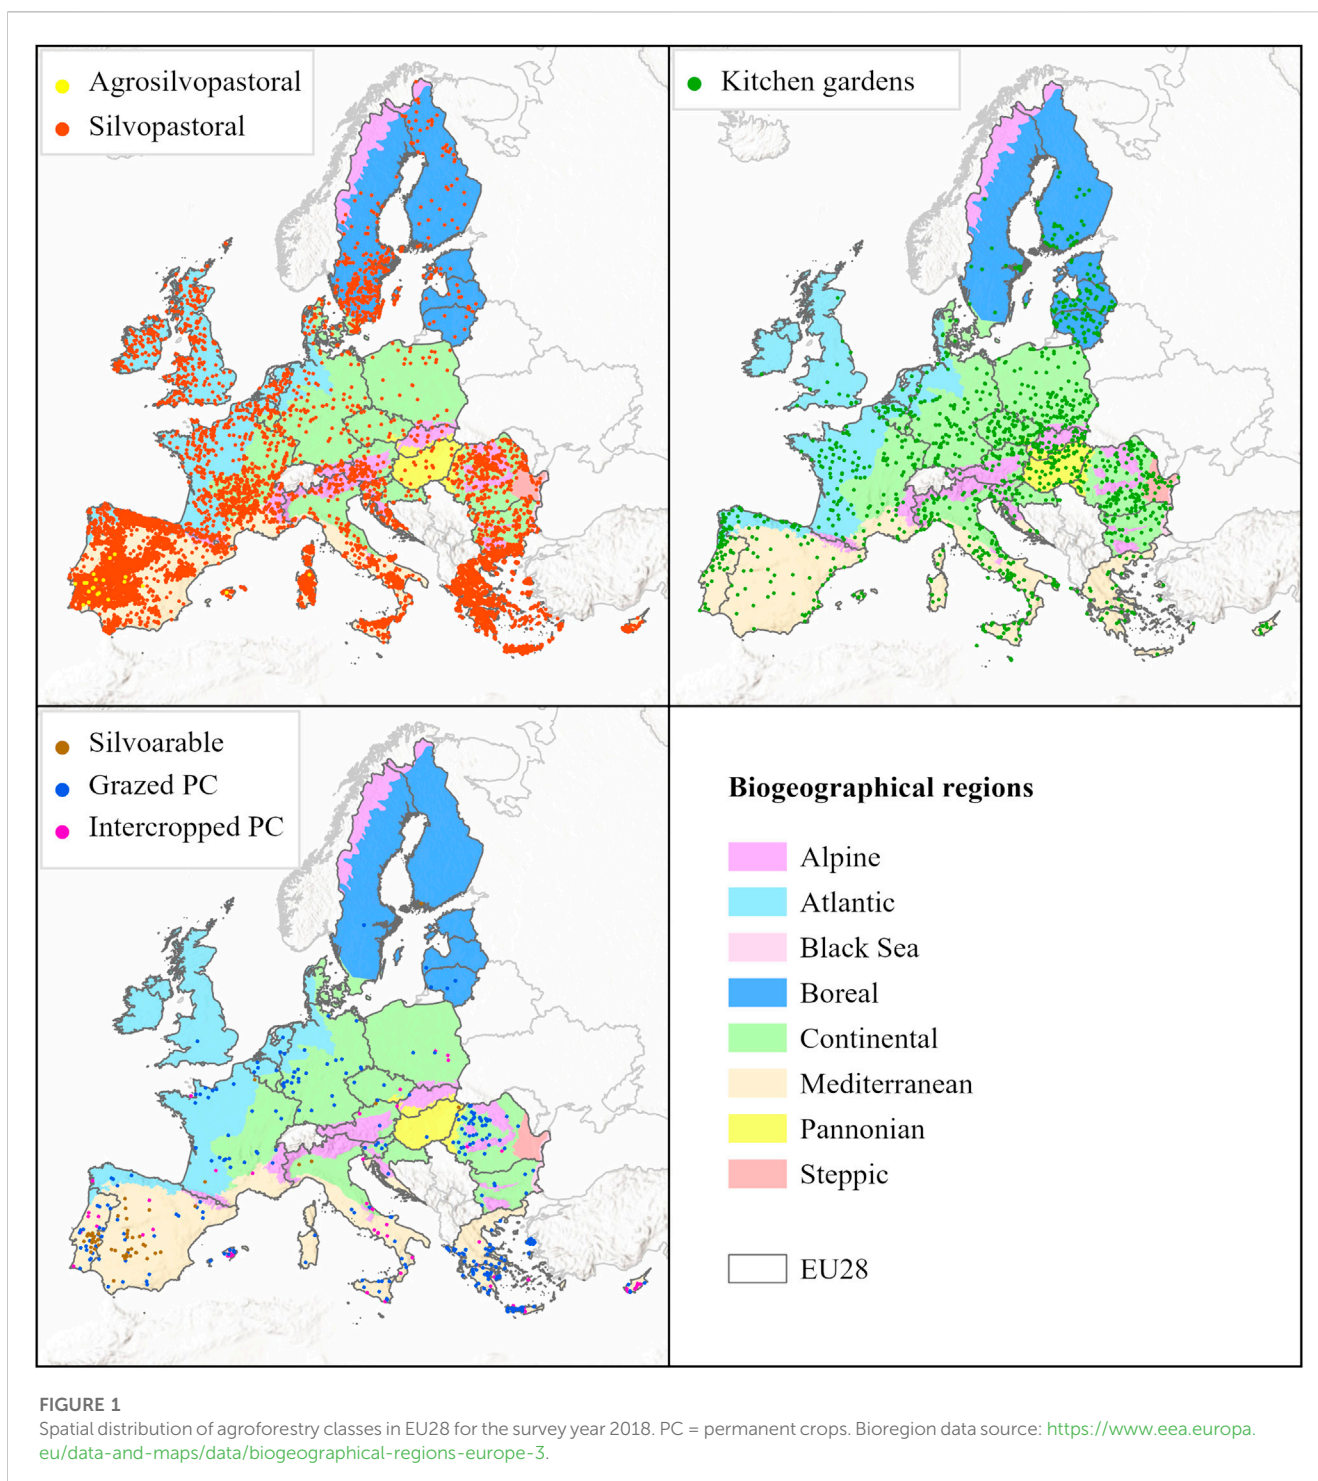 Agrosilvopastoral
Silvopastoral
Kitchen gardens
Silvoarable
Grazed PC
Intercropped PC
Biogeographical regions
Alpine
Atlantic
Black Sea
Boreal
Continental
Mediterranean
Pannonian
Steppic
EU28
FIGURE 1
Spatial distribution of agroforestry classes in EU28 for the survey year 2018. PC = permanent crops. Bioregion data source: https://www.eea.europa.
eu/data-and-maps/data/biogeographical-regions-europe-3.